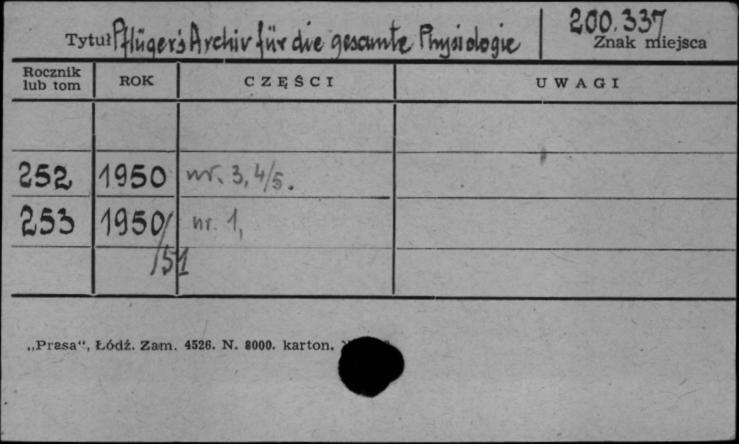 Tytuł Pflüger's Archiv für die gesamte Physiologie 200.337
Znak miejsca
Rocznik lub tom ROK CZĘŚCI UWAGI
252 1950 nr. 3, 4/5.
253 1950/51 nr. 1,
„Prasa“, Łódź. Zam. 4526. N. 8000. karton.